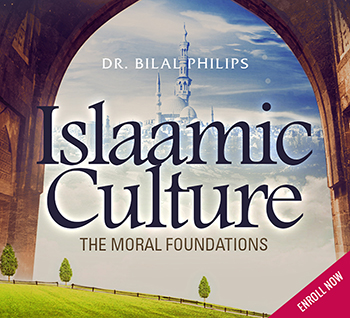 DR. BILAL PHILIPS
Islaamic
Culture
THE MORAL FOUNDATIONS
ENROLL NOW